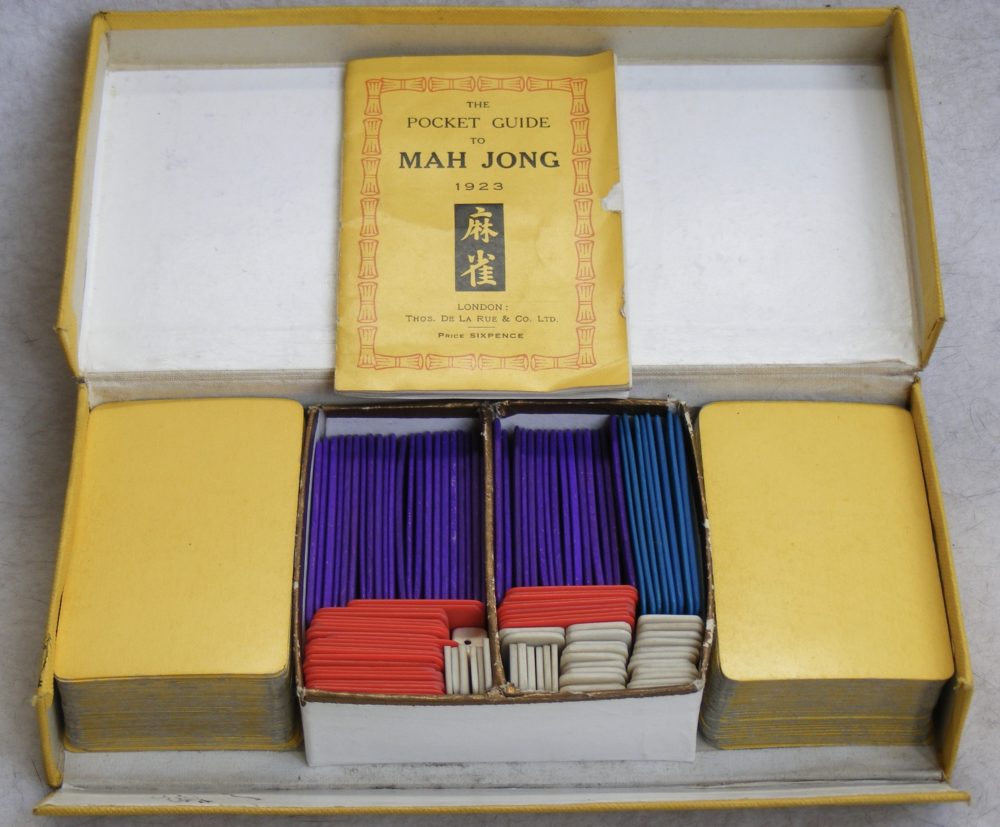 THE
POCKET GUIDE
TO
MAH JONG
1923
麻
雀
LONDON:
THOS. DE LA RUE & CO. LTD.
PRICE SIXPENCE